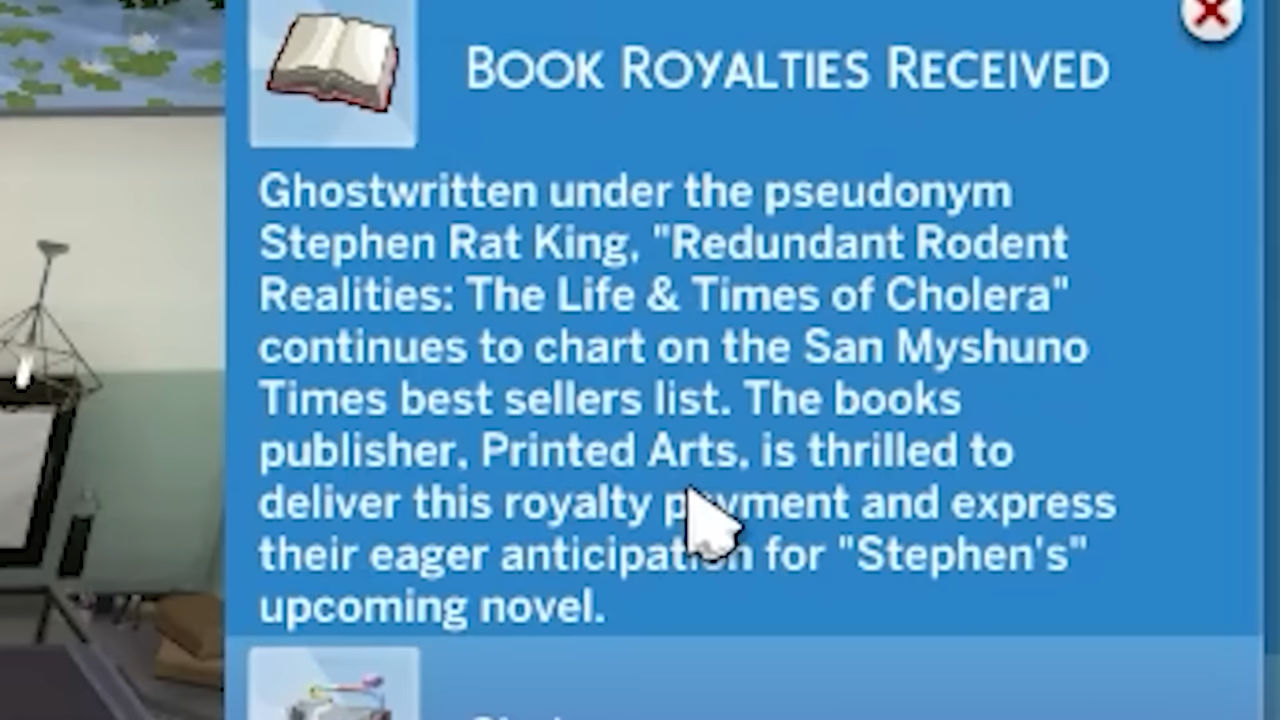 Book Royalties Received
Ghostwritten under the pseudonym
Stephen Rat King, "Redundant Rodent
Realities: The Life & Times of Cholera"
continues to chart on the San Myshuno
Times best sellers list. The books
publisher, Printed Arts, is thrilled to
deliver this royalty payment and express
their eager anticipation for "Stephen's"
upcoming novel.